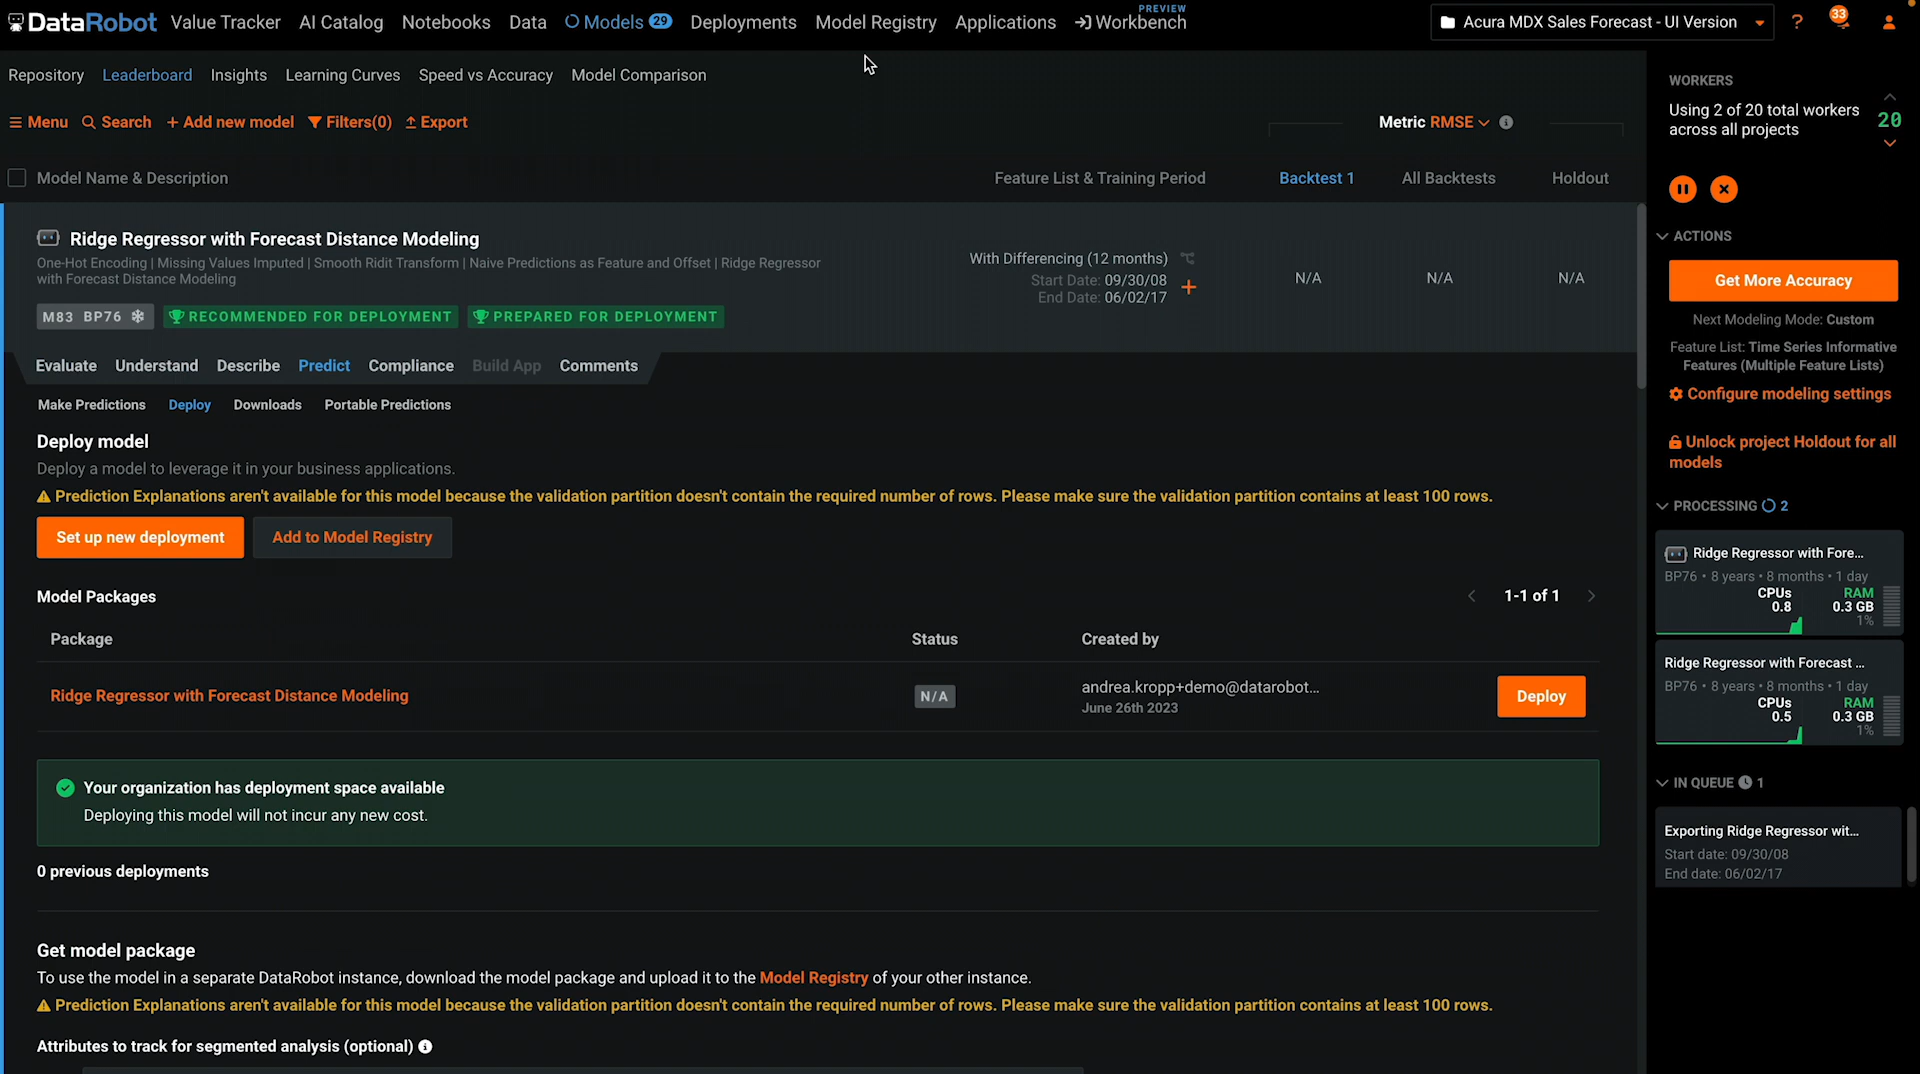 DataRobot Value Tracker AI Catalog Notebooks Data Models 29 Deployments Model Registry Applications Workbench PREVIEW Acura MDX Sales Forecast - UI Version ? 33
Repository Leaderboard Insights Learning Curves Speed vs Accuracy Model Comparison
Menu Search + Add new model Filters(0) Export
Metric RMSE
Model Name & Description Feature List & Training Period Backtest 1 All Backtests Holdout
Ridge Regressor with Forecast Distance Modeling
One-Hot Encoding | Missing Values Imputed | Smooth Ridit Transform | Naive Predictions as Feature and Offset | Ridge Regressor
with Forecast Distance Modeling
M83 BP76 RECOMMENDED FOR DEPLOYMENT PREPARED FOR DEPLOYMENT
With Differencing (12 months)
Start Date: 09/30/08
End Date: 06/02/17
N/A N/A N/A
Evaluate Understand Describe Predict Compliance Build App Comments
Make Predictions Deploy Downloads Portable Predictions
Deploy model
Deploy a model to leverage it in your business applications.
Prediction Explanations aren't available for this model because the validation partition doesn't contain the required number of rows. Please make sure the validation partition contains at least 100 rows.
Set up new deployment Add to Model Registry
Model Packages 1-1 of 1
Package Status Created by
Ridge Regressor with Forecast Distance Modeling N/A andrea.kropp+demo@datarobot...
June 26th 2023
Deploy
Your organization has deployment space available
Deploying this model will not incur any new cost.
0 previous deployments
Get model package
To use the model in a separate DataRobot instance, download the model package and upload it to the Model Registry of your other instance.
Prediction Explanations aren't available for this model because the validation partition doesn't contain the required number of rows. Please make sure the validation partition contains at least 100 rows.
Attributes to track for segmented analysis (optional)
WORKERS
Using 2 of 20 total workers
across all projects
20
ACTIONS
Get More Accuracy
Next Modeling Mode: Custom
Feature List: Time Series Informative
Features (Multiple Feature Lists)
Configure modeling settings
Unlock project Holdout for all
models
PROCESSING 2
Ridge Regressor with Fore...
BP76 • 8 years • 8 months • 1 day
CPUs RAM
0.8 0.3 GB
1%
Ridge Regressor with Forecast ...
BP76 • 8 years • 8 months • 1 day
CPUs RAM
0.5 0.3 GB
1%
IN QUEUE 1
Exporting Ridge Regressor wit...
Start date: 09/30/08
End date: 06/02/17